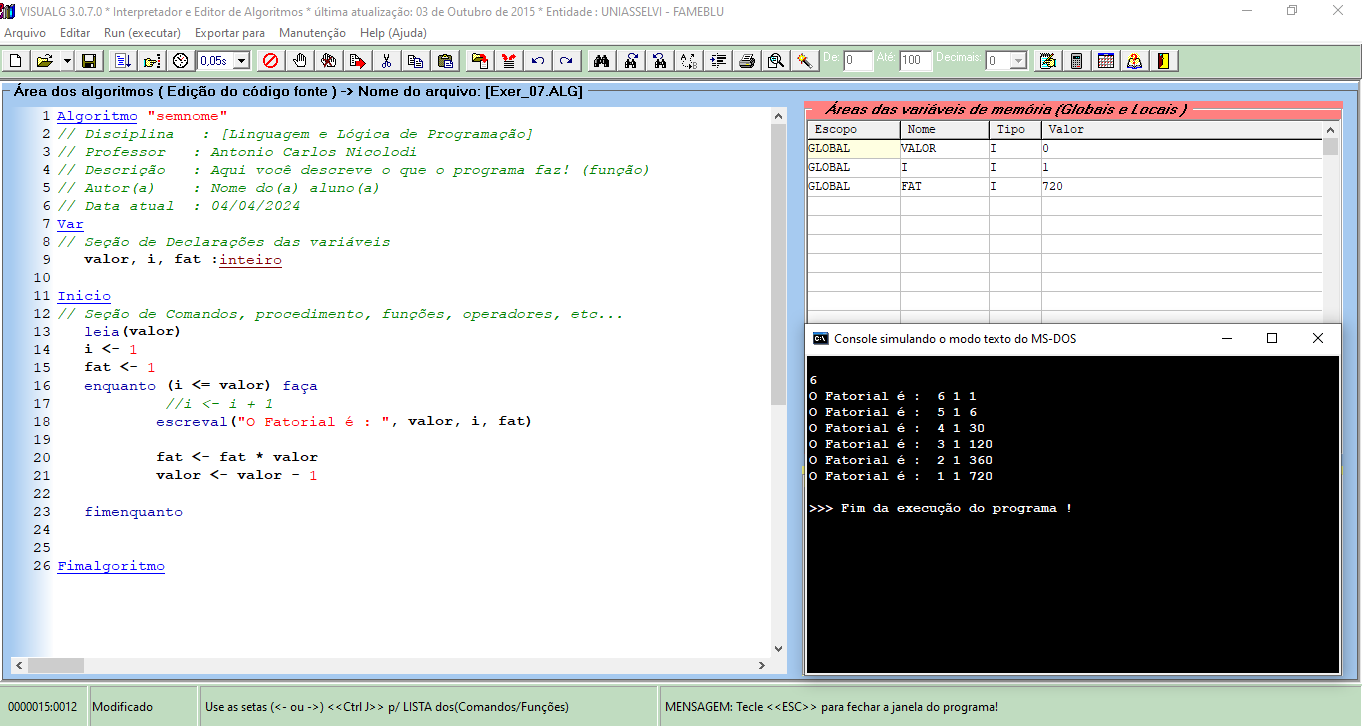 VISUALG 3.0.7.0 * Interpretador e Editor de Algoritmos * última atualização: 03 de Outubro de 2015 * Entidade : UNIASSELVI - FAMEBLU
Arquivo Editar Run (executar) Exportar para Manutenção Help (Ajuda)
0,05s De: 0 Até: 100 Decimais: 0
Área dos algoritmos ( Edição do código fonte ) -> Nome do arquivo: [Exer_07.ALG]
1 Algoritmo "semnome"
2 // Disciplina : [Linguagem e Lógica de Programação]
3 // Professor : Antonio Carlos Nicolodi
4 // Descrição : Aqui você descreve o que o programa faz! (função)
5 // Autor(a) : Nome do(a) aluno(a)
6 // Data atual : 04/04/2024
7 Var
8 // Seção de Declarações das variáveis
9 valor, i, fat :inteiro
10
11 Inicio
12 // Seção de Comandos, procedimento, funções, operadores, etc...
13 leia(valor)
14 i <- 1
15 fat <- 1
16 enquanto (i <= valor) faça
17 //i <- i + 1
18 escreval("O Fatorial é : ", valor, i, fat)
19
20 fat <- fat * valor
21 valor <- valor - 1
22
23 fimenquanto
24
25
26 Fimalgoritmo
Áreas das variáveis de memória (Globais e Locais )
Escopo Nome Tipo Valor
GLOBAL VALOR I 0
GLOBAL I I 1
GLOBAL FAT I 720
Console simulando o modo texto do MS-DOS
6
O Fatorial é : 6 1 1
O Fatorial é : 5 1 6
O Fatorial é : 4 1 30
O Fatorial é : 3 1 120
O Fatorial é : 2 1 360
O Fatorial é : 1 1 720
>>> Fim da execução do programa !
0000015:0012 Modificado Use as setas (<- ou ->) <<Ctrl J>> p/ LISTA dos(Comandos/Funções) MENSAGEM: Tecle <<ESC>> para fechar a janela do programa!